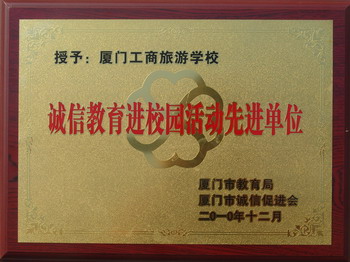 授予：厦门工商旅游学校
诚信教育进校园活动先进单位
厦门市教育局
厦门市诚信促进会
二〇一〇年十二月